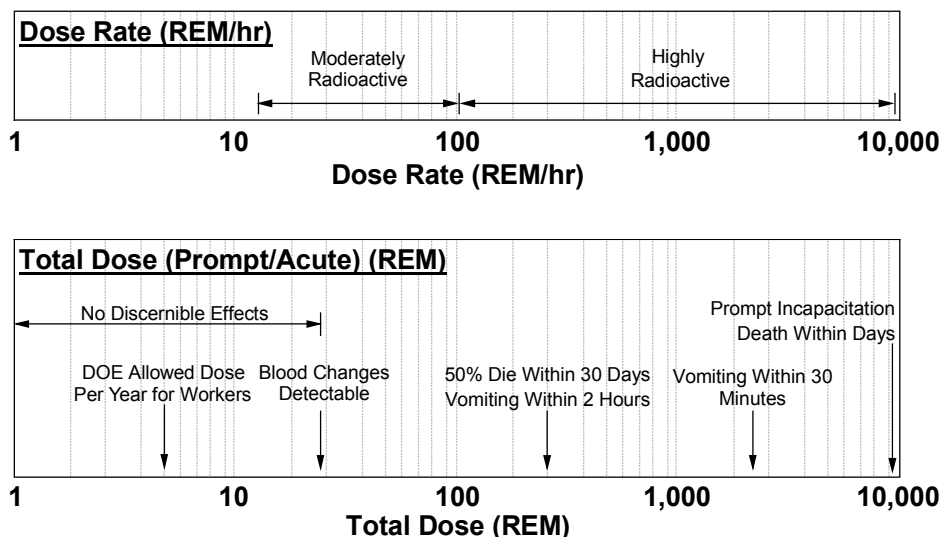 Dose Rate (REM/hr)
Moderately
Radioactive
Highly
Radioactive
1 10 100 1,000 10,000
Dose Rate (REM/hr)
Total Dose (Prompt/Acute) (REM)
No Discernible Effects
Prompt Incapacitation
Death Within Days
DOE Allowed Dose
Per Year for Workers
Blood Changes
Detectable
50% Die Within 30 Days
Vomiting Within 2 Hours
Vomiting Within 30
Minutes
1 10 100 1,000 10,000
Total Dose (REM)